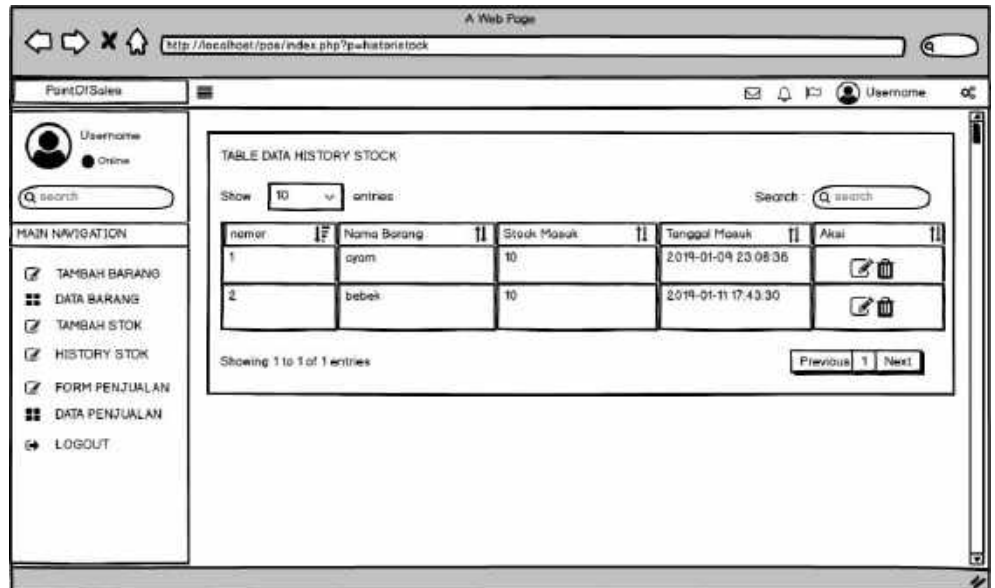 A Web Page
http://localhost/pos/index.php?p=historistock
PointOfSales
Username
Username
Online
search
MAIN NAVIGATION
TAMBAH BARANG
DATA BARANG
TAMBAH STOK
HISTORY STOK
FORM PENJUALAN
DATA PENJUALAN
LOGOUT
TABLE DATA HISTORY STOCK
Show 10 entries
Search : search
nomor Nama Barang Stock Masuk Tanggal Masuk Aksi
1 ayam 10 2019-01-09 23:08:36
2 bebek 10 2019-01-11 17:43:30
Showing 1 to 1 of 1 entries
Previous 1 Next